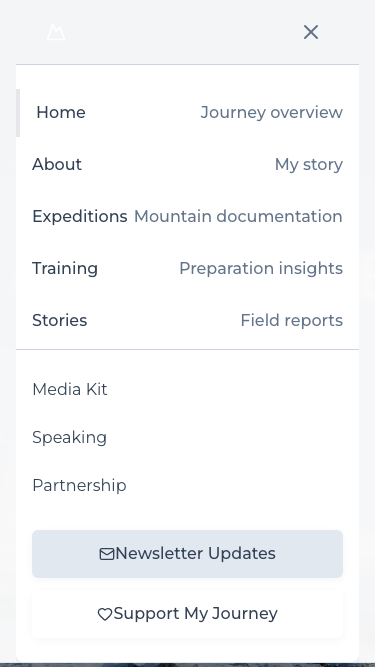 Home Journey overview
About My story
Expeditions Mountain documentation
Training Preparation insights
Stories Field reports
Media Kit
Speaking
Partnership
Newsletter Updates
Support My Journey